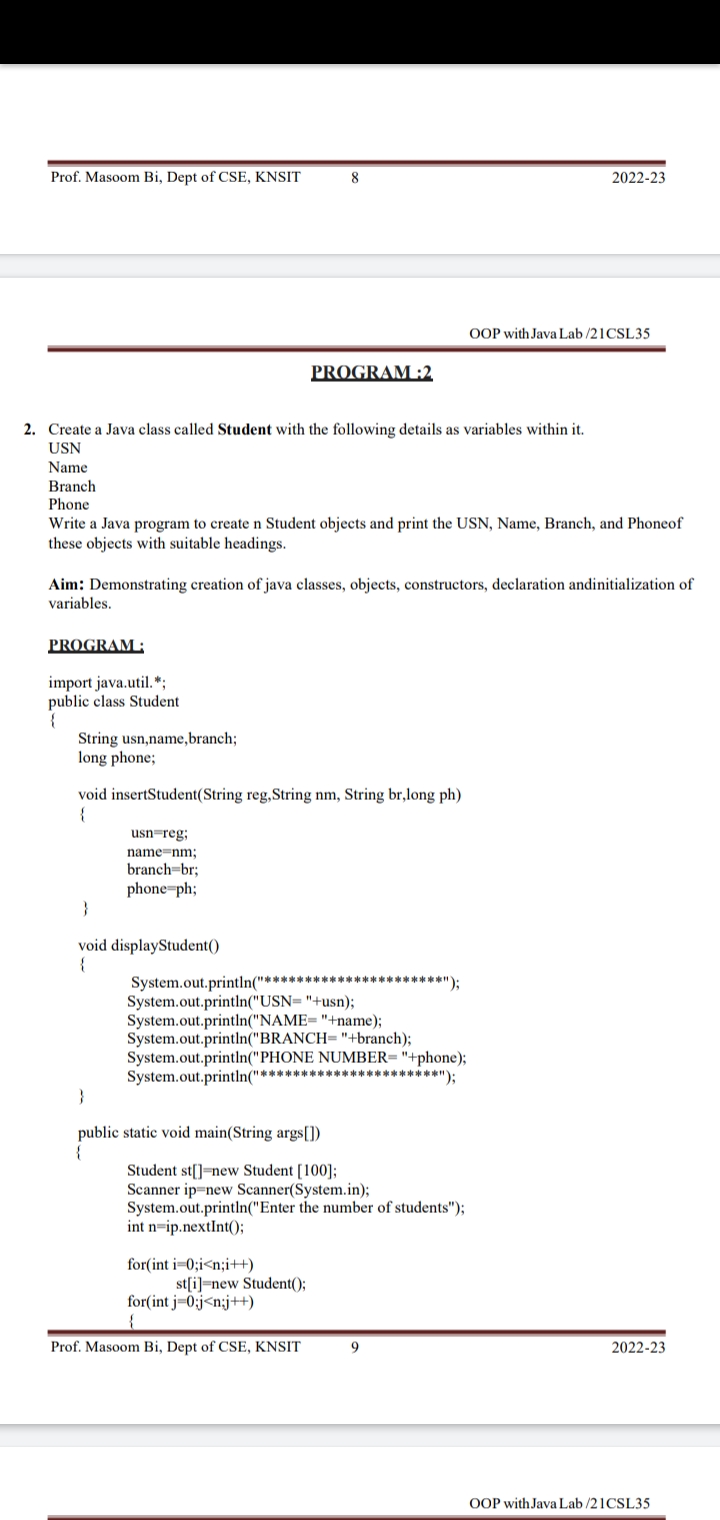 Prof. Masoom Bi, Dept of CSE, KNSIT 8 2022-23
OOP with Java Lab /21CSL35
PROGRAM :2
2. Create a Java class called Student with the following details as variables within it.
USN
Name
Branch
Phone
Write a Java program to create n Student objects and print the USN, Name, Branch, and Phoneof
these objects with suitable headings.
Aim: Demonstrating creation of java classes, objects, constructors, declaration andinitialization of
variables.
PROGRAM :
import java.util.*;
public class Student
{
String usn,name,branch;
long phone;
void insertStudent(String reg,String nm, String br,long ph)
{
usn=reg;
name=nm;
branch=br;
phone=ph;
}
void displayStudent()
{
System.out.println("**********************");
System.out.println("USN= "+usn);
System.out.println("NAME= "+name);
System.out.println("BRANCH= "+branch);
System.out.println("PHONE NUMBER= "+phone);
System.out.println("**********************");
}
public static void main(String args[])
{
Student st[]=new Student [100];
Scanner ip=new Scanner(System.in);
System.out.println("Enter the number of students");
int n=ip.nextInt();
for(int i=0;i<n;i++)
st[i]=new Student();
for(int j=0;j<n;j++)
{
Prof. Masoom Bi, Dept of CSE, KNSIT 9 2022-23
OOP with Java Lab /21CSL35